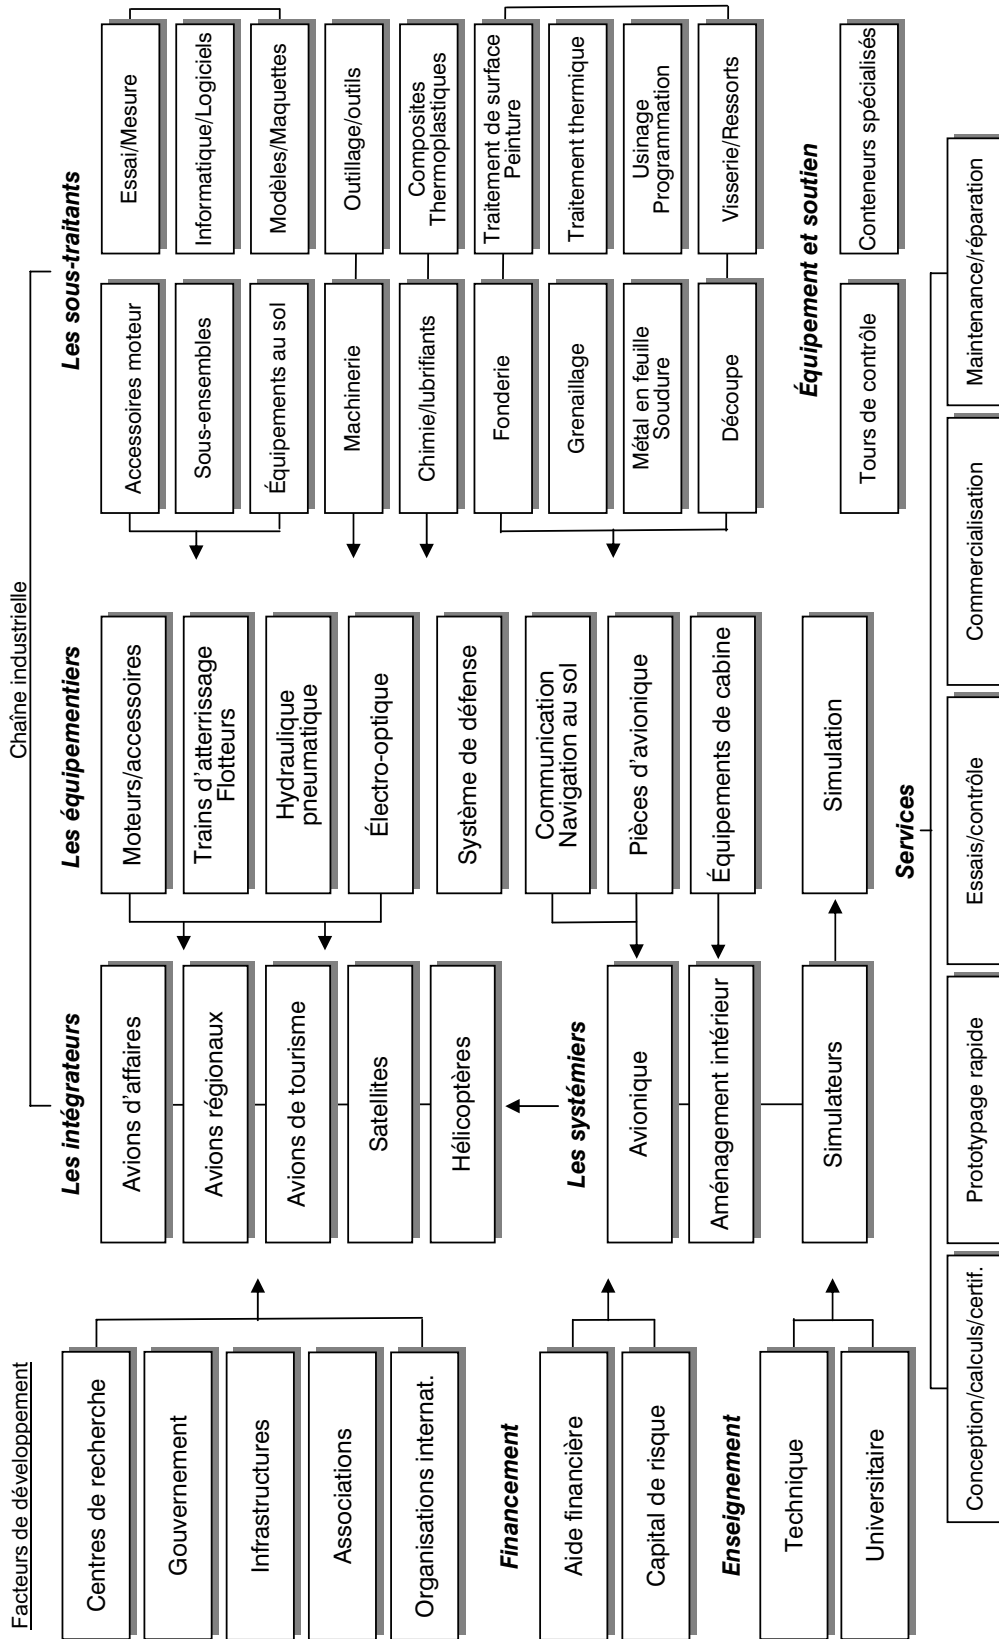 Chaîne industrielle
Facteurs de développement
Centres de recherche
Gouvernement
Infrastructures
Associations
Organisations internat.
Financement
Aide financière
Capital de risque
Enseignement
Technique
Universitaire
Les intégrateurs
Avions d'affaires
Avions régionaux
Avions de tourisme
Satellites
Hélicoptères
Les systémiers
Avionique
Aménagement intérieur
Simulateurs
Les équipementiers
Moteurs/accessoires
Trains d'atterrissage
Flotteurs
Hydraulique
pneumatique
Électro-optique
Système de défense
Communication
Navigation au sol
Pièces d'avionique
Équipements de cabine
Simulation
Les sous-traitants
Accessoires moteur
Sous-ensembles
Équipements au sol
Machinerie
Chimie/lubrifiants
Fonderie
Grenaillage
Métal en feuille
Soudure
Découpe
Essai/Mesure
Informatique/Logiciels
Modèles/Maquettes
Outillage/outils
Composites
Thermoplastiques
Traitement de surface
Peinture
Traitement thermique
Usinage
Programmation
Visserie/Ressorts
Équipement et soutien
Tours de contrôle
Conteneurs spécialisés
Services
Conception/calculs/certif.
Prototypage rapide
Essais/contrôle
Commercialisation
Maintenance/réparation